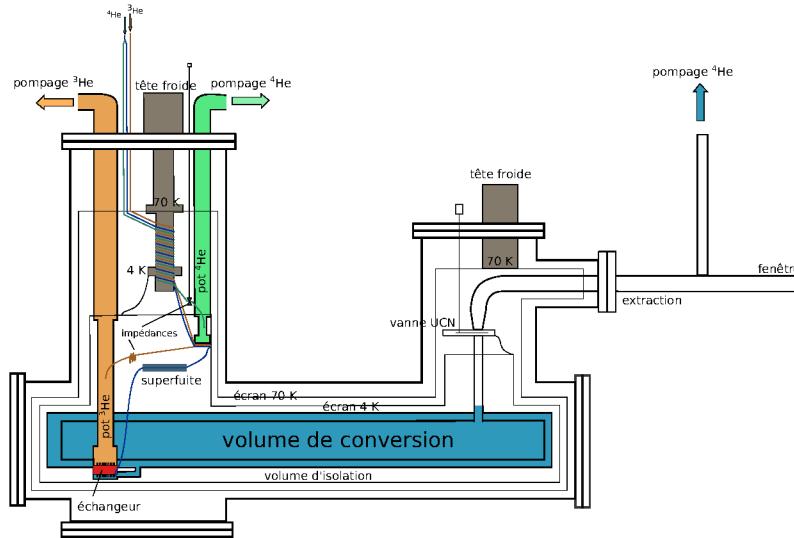 ⁴He
³He
pompage ³He
tête froide
pompage ⁴He
pompage ⁴He
tête froide
70 K
4 K
pot ⁴He
70 K
fenêtr
extraction
vanne UCN
impédances
superfuite
écran 70 K
écran 4 K
pot ³He
volume de conversion
volume d'isolation
échangeur